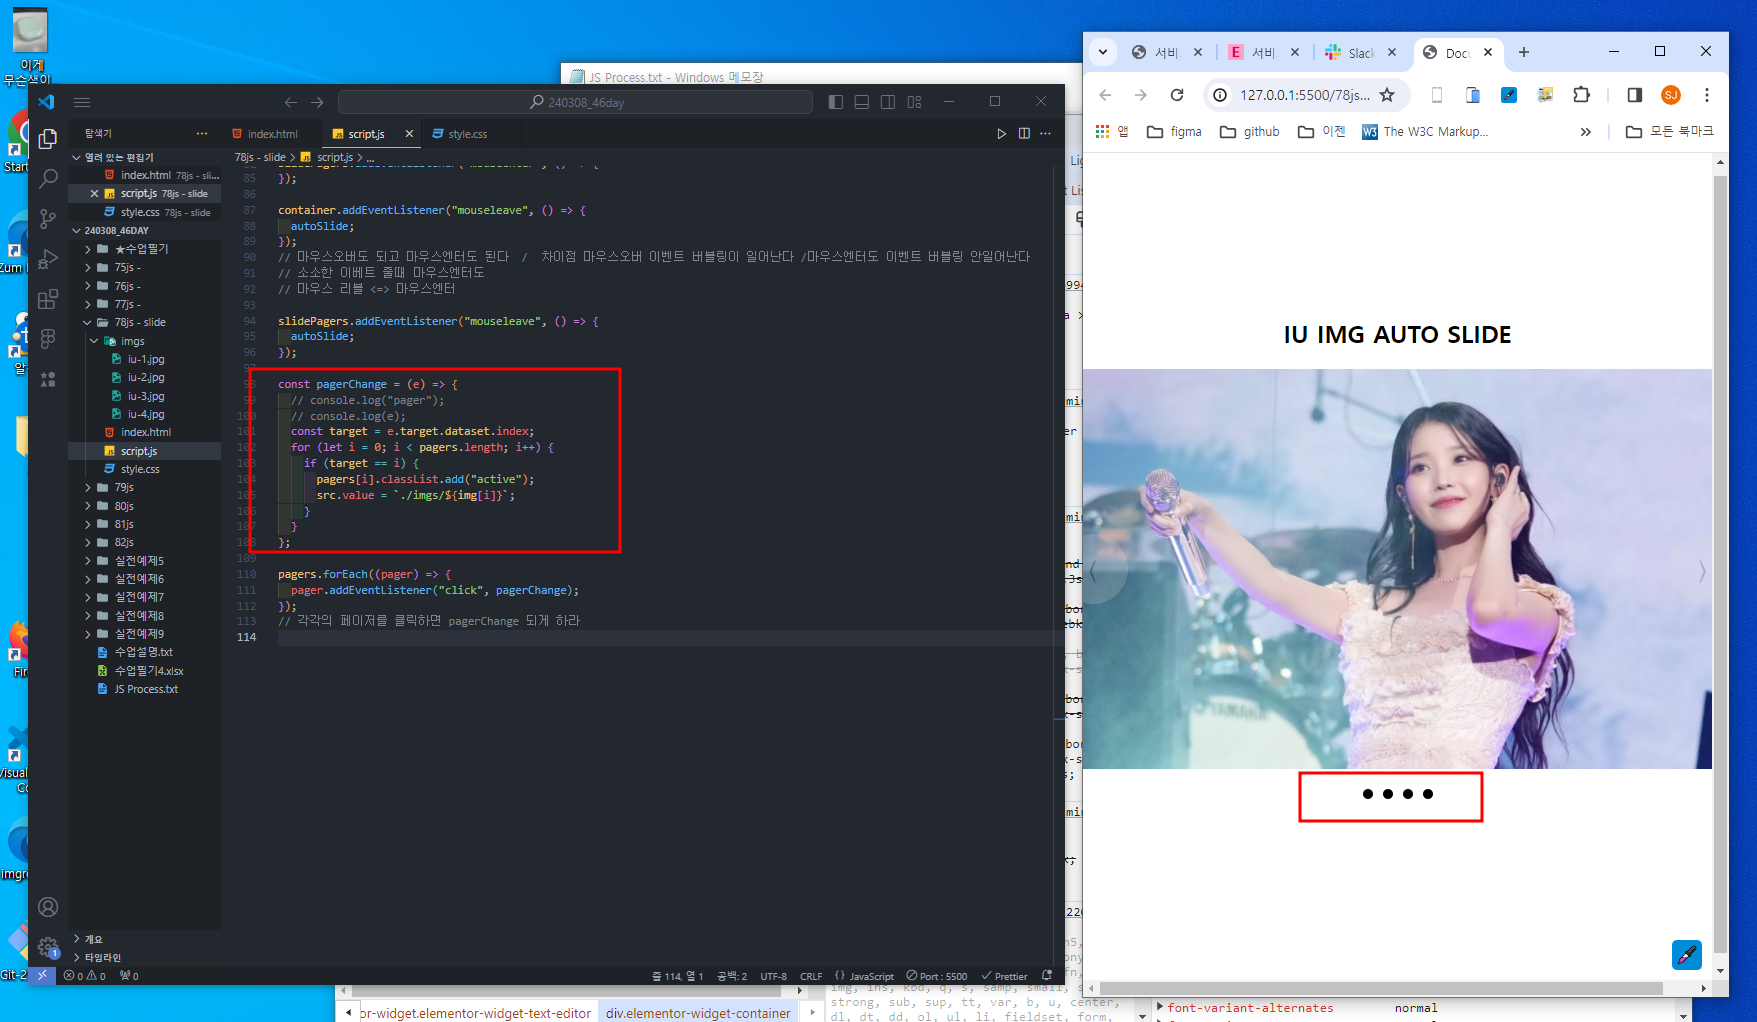 이게
무슨색이
JS Process.txt - Windows 메모장
240308_46day
탐색기
index.html
script.js
style.css
열려 있는 편집기
index.html 78js - sli...
script.js 78js - slide
style.css 78js - slide
240308_46DAY
★수업필기
75js -
76js -
77js -
78js - slide
imgs
iu-1.jpg
iu-2.jpg
iu-3.jpg
iu-4.jpg
index.html
script.js
style.css
79js
80js
81js
82js
실전예제5
실전예제6
실전예제7
실전예제8
실전예제9
수업설명.txt
수업필기4.xlsx
JS Process.txt
개요
타임라인
78js - slide > script.js > ...
85 });
86
87 container.addEventListener("mouseleave", () => {
88 autoSlide;
89 });
90 // 마우스오버도 되고 마우스엔터도 된다 / 차이점 마우스오버 이벤트 버블링이 일어난다 /마우스엔터도 이벤트 버블링 안일어난다
91 // 소소한 이베트 줄때 마우스엔터도
92 // 마우스 리블 <=> 마우스엔터
93
94 slidePagers.addEventListener("mouseleave", () => {
95 autoSlide;
96 });
97
98 const pagerChange = (e) => {
99 // console.log("pager");
100 // console.log(e);
101 const target = e.target.dataset.index;
102 for (let i = 0; i < pagers.length; i++) {
103 if (target == i) {
104 pagers[i].classList.add("active");
105 src.value = `./imgs/${img[i]}`;
106 }
107 }
108 };
109
110 pagers.forEach((pager) => {
111 pager.addEventListener("click", pagerChange);
112 });
113 // 각각의 페이저를 클릭하면 pagerChange 되게 하라
114
0 0 0
줄 114, 열 1 공백: 2 UTF-8 CRLF {} JavaScript Port : 5500 Prettier
서비
서비
Slack
Docu
127.0.0.1:5500/78js...
SJ
앱 figma github 이젠 The W3C Markup... » 모든 북마크
IU IMG AUTO SLIDE
YAMAHA
img, ins, kbd, q, s, samp, small, s
strong, sub, sup, tt, var, b, u, center,
dl, dt, dd, ol, ul, li, fieldset, form,
or-widget.elementor-widget-text-editor div.elementor-widget-container
font-variant-alternates normal